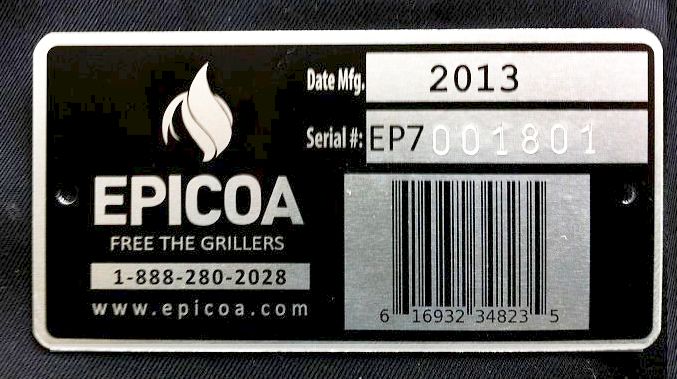 EPICOA
FREE THE GRILLERS
1-888-280-2028
www.epicoa.com
Date Mfg. 2013
Serial #: EP7001801
6 16932 34823 5